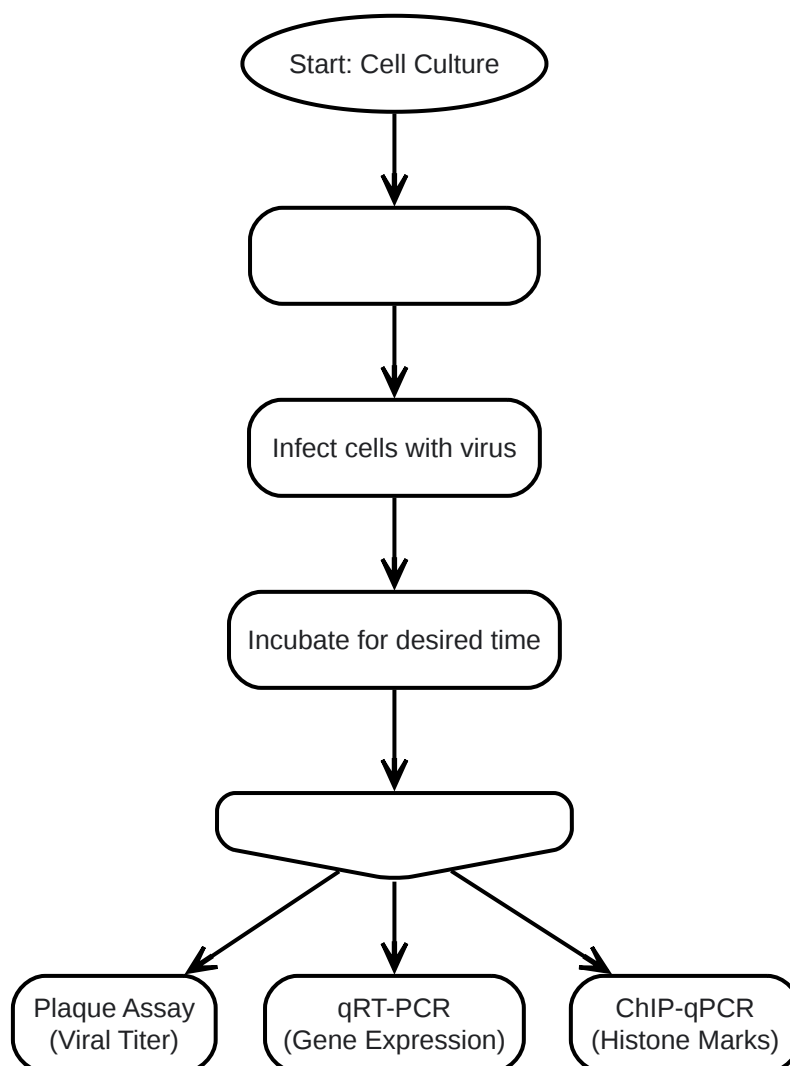 Start: Cell Culture
Infect cells with virus
Incubate for desired time
Plaque Assay
(Viral Titer)
qRT-PCR
(Gene Expression)
ChIP-qPCR
(Histone Marks)